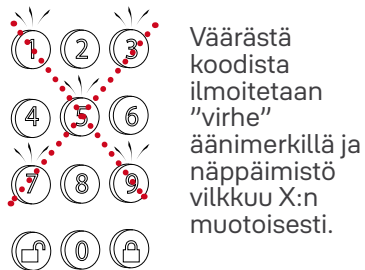 1 2 3
4 5 6
7 8 9
0
Väärästä
koodista
ilmoitetaan
”virhe”
äänimerkillä ja
näppäimistö
vilkkuu X:n
muotoisesti.